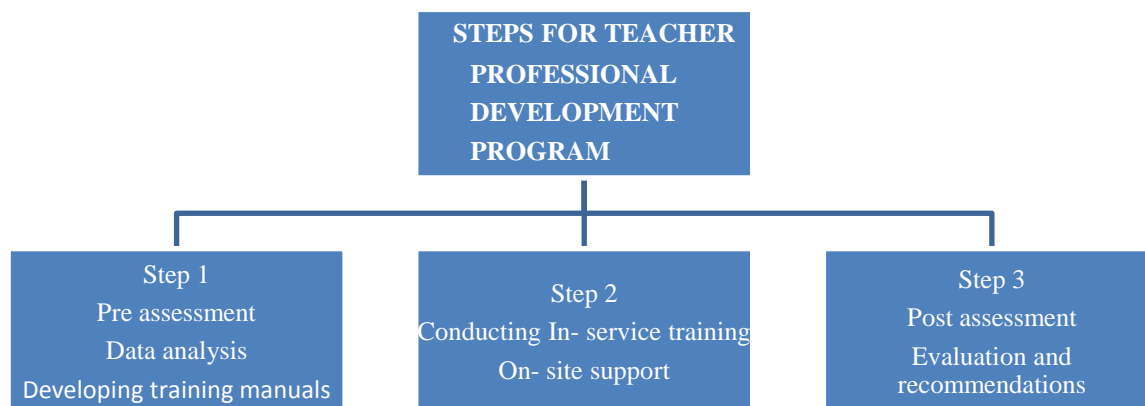 STEPS FOR TEACHER
PROFESSIONAL
DEVELOPMENT
PROGRAM
Step 1
Pre assessment
Data analysis
Developing training manuals
Step 2
Conducting In- service training
On- site support
Step 3
Post assessment
Evaluation and
recommendations